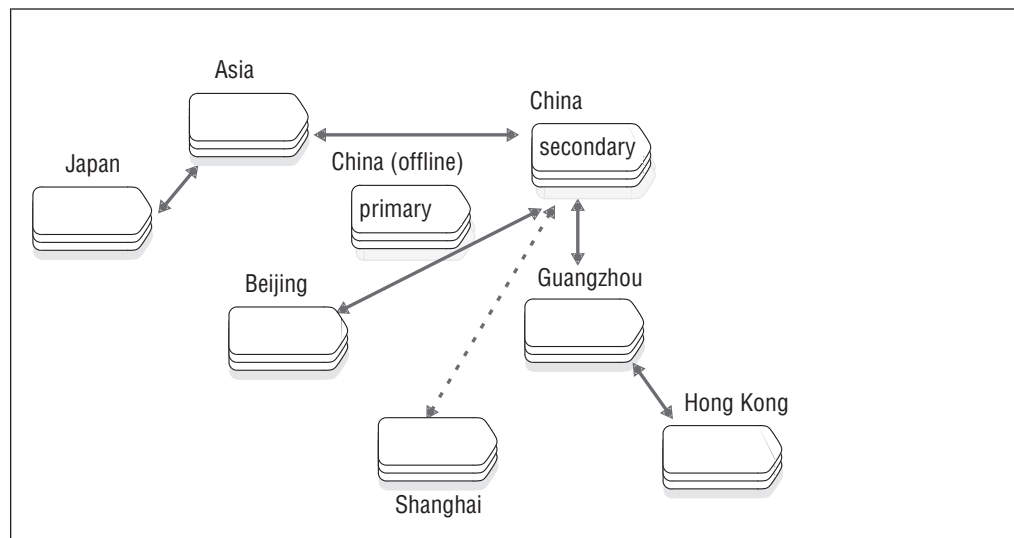 Asia
China
secondary
China (offline)
primary
Japan
Beijing
Guangzhou
Hong Kong
Shanghai